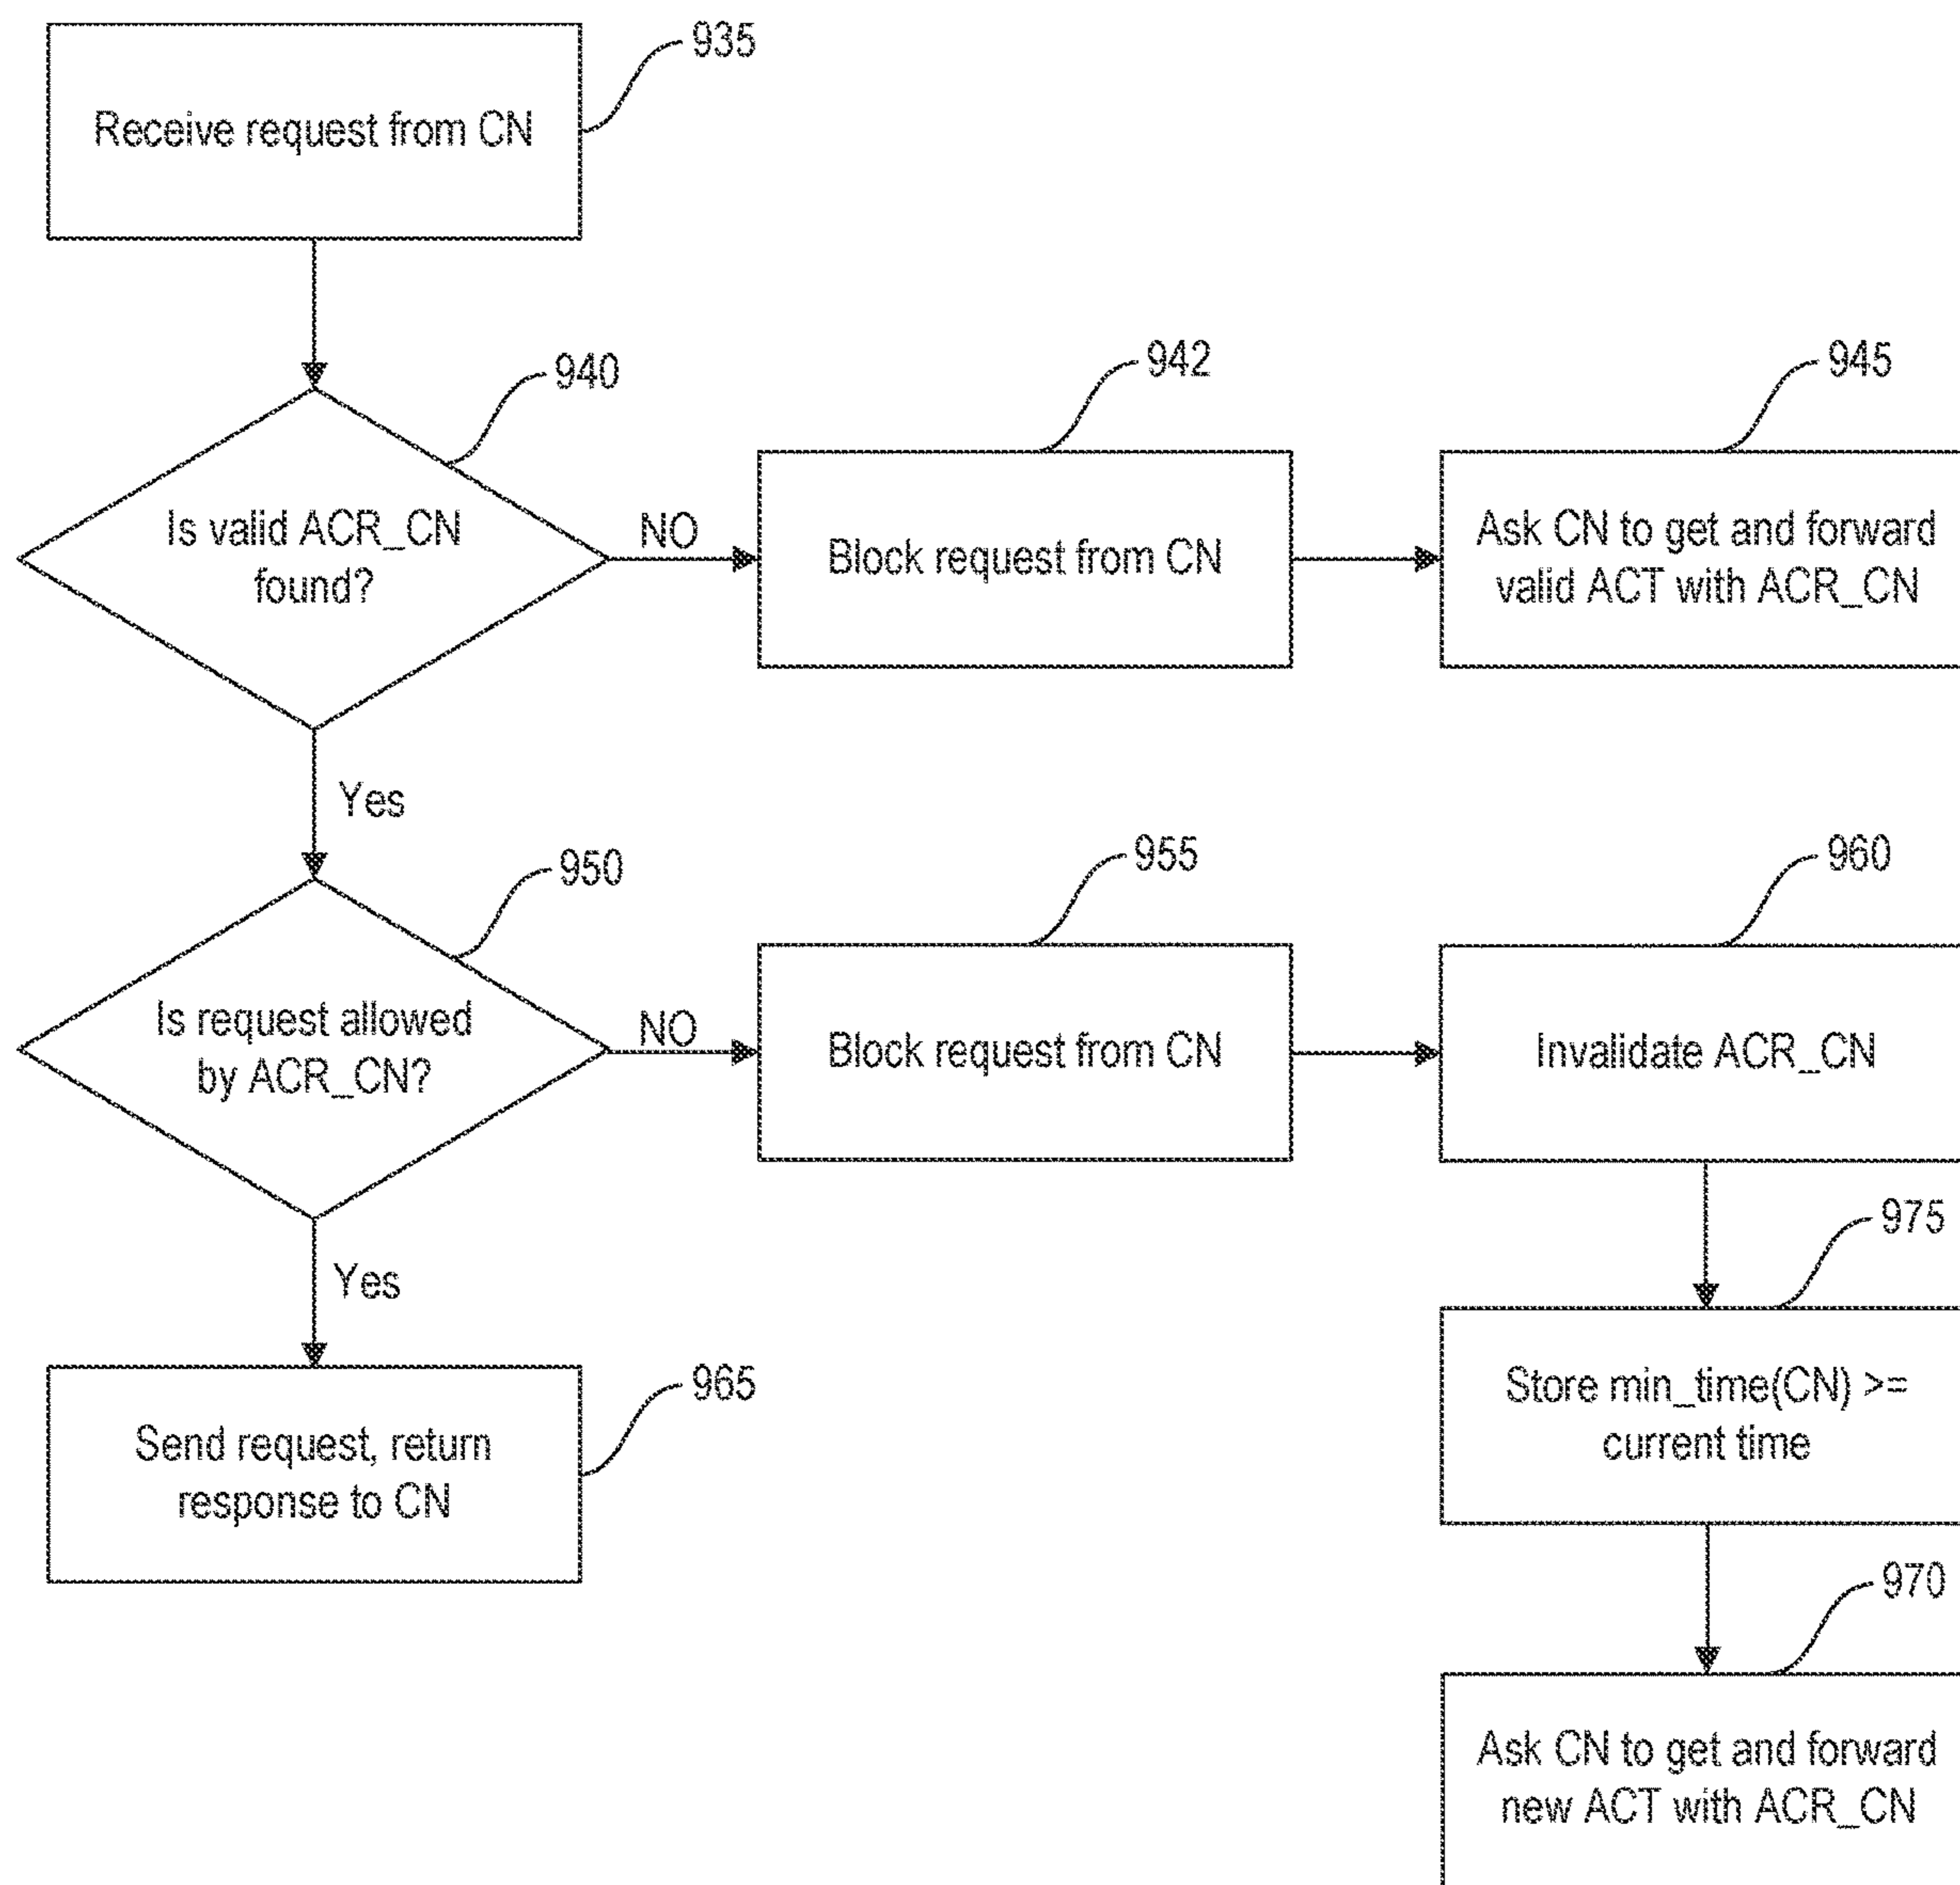 935
Receive request from CN
940
Is valid ACR_CN
found?
NO
942
Block request from CN
945
Ask CN to get and forward
valid ACT with ACR_CN
Yes
950
Is request allowed
by ACR_CN?
NO
955
Block request from CN
960
Invalidate ACR_CN
Yes
965
Send request, return
response to CN
975
Store min_time(CN) >=
current time
970
Ask CN to get and forward
new ACT with ACR_CN